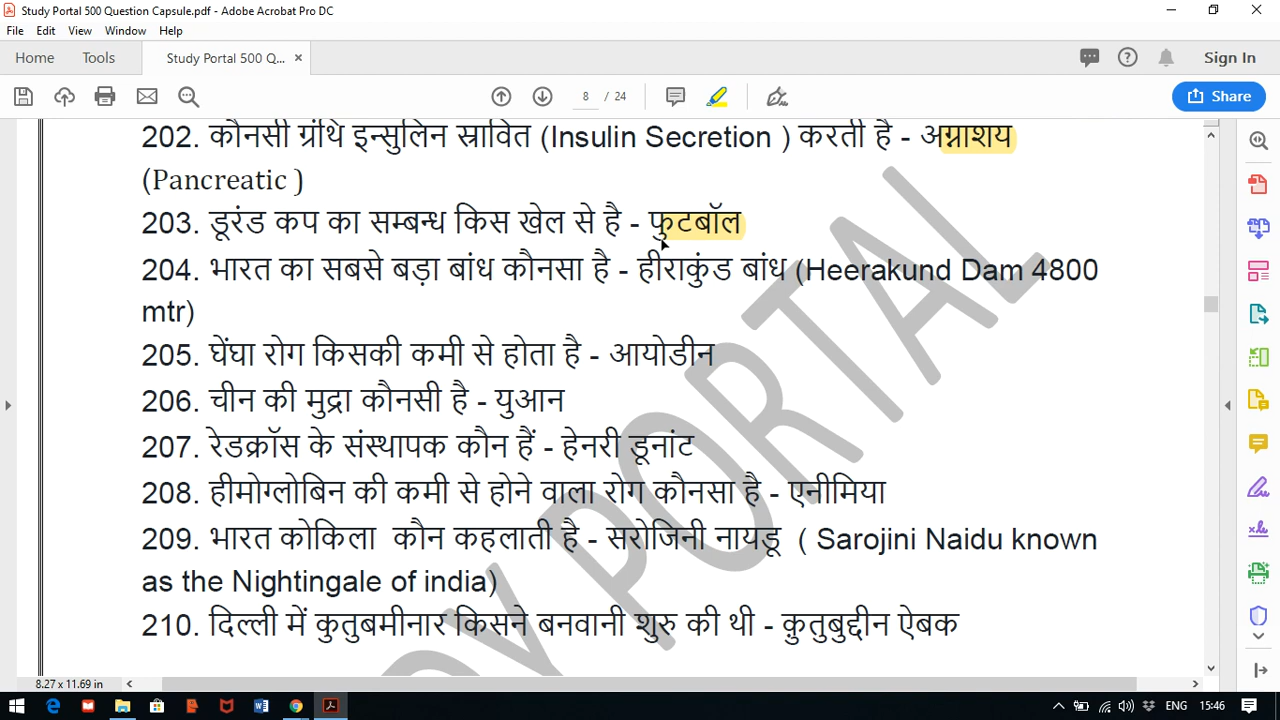 Study Portal 500 Question Capsule.pdf - Adobe Acrobat Pro DC
File Edit View Window Help
Home Tools Study Portal 500 Q... × Sign In
8 / 24 Share
202. कौनसी ग्रंथि इन्सुलिन स्रावित (Insulin Secretion ) करती है - अग्नाशय
(Pancreatic )
203. डूरंड कप का सम्बन्ध किस खेल से है - फुटबॉल
204. भारत का सबसे बड़ा बांध कौनसा है - हीराकुंड बांध (Heerakund Dam 4800
mtr)
205. घेंघा रोग किसकी कमी से होता है - आयोडीन
206. चीन की मुद्रा कौनसी है - युआन
207. रेडक्रॉस के संस्थापक कौन हैं - हेनरी डूनांट
208. हीमोग्लोबिन की कमी से होने वाला रोग कौनसा है - एनीमिया
209. भारत कोकिला कौन कहलाती है - सरोजिनी नायडू ( Sarojini Naidu known
as the Nightingale of india)
210. दिल्ली में कुतुबमीनार किसने बनवानी शुरु की थी - क़ुतुबुद्दीन ऐबक
DY PORTAL
8.27 x 11.69 in
ENG 15:46